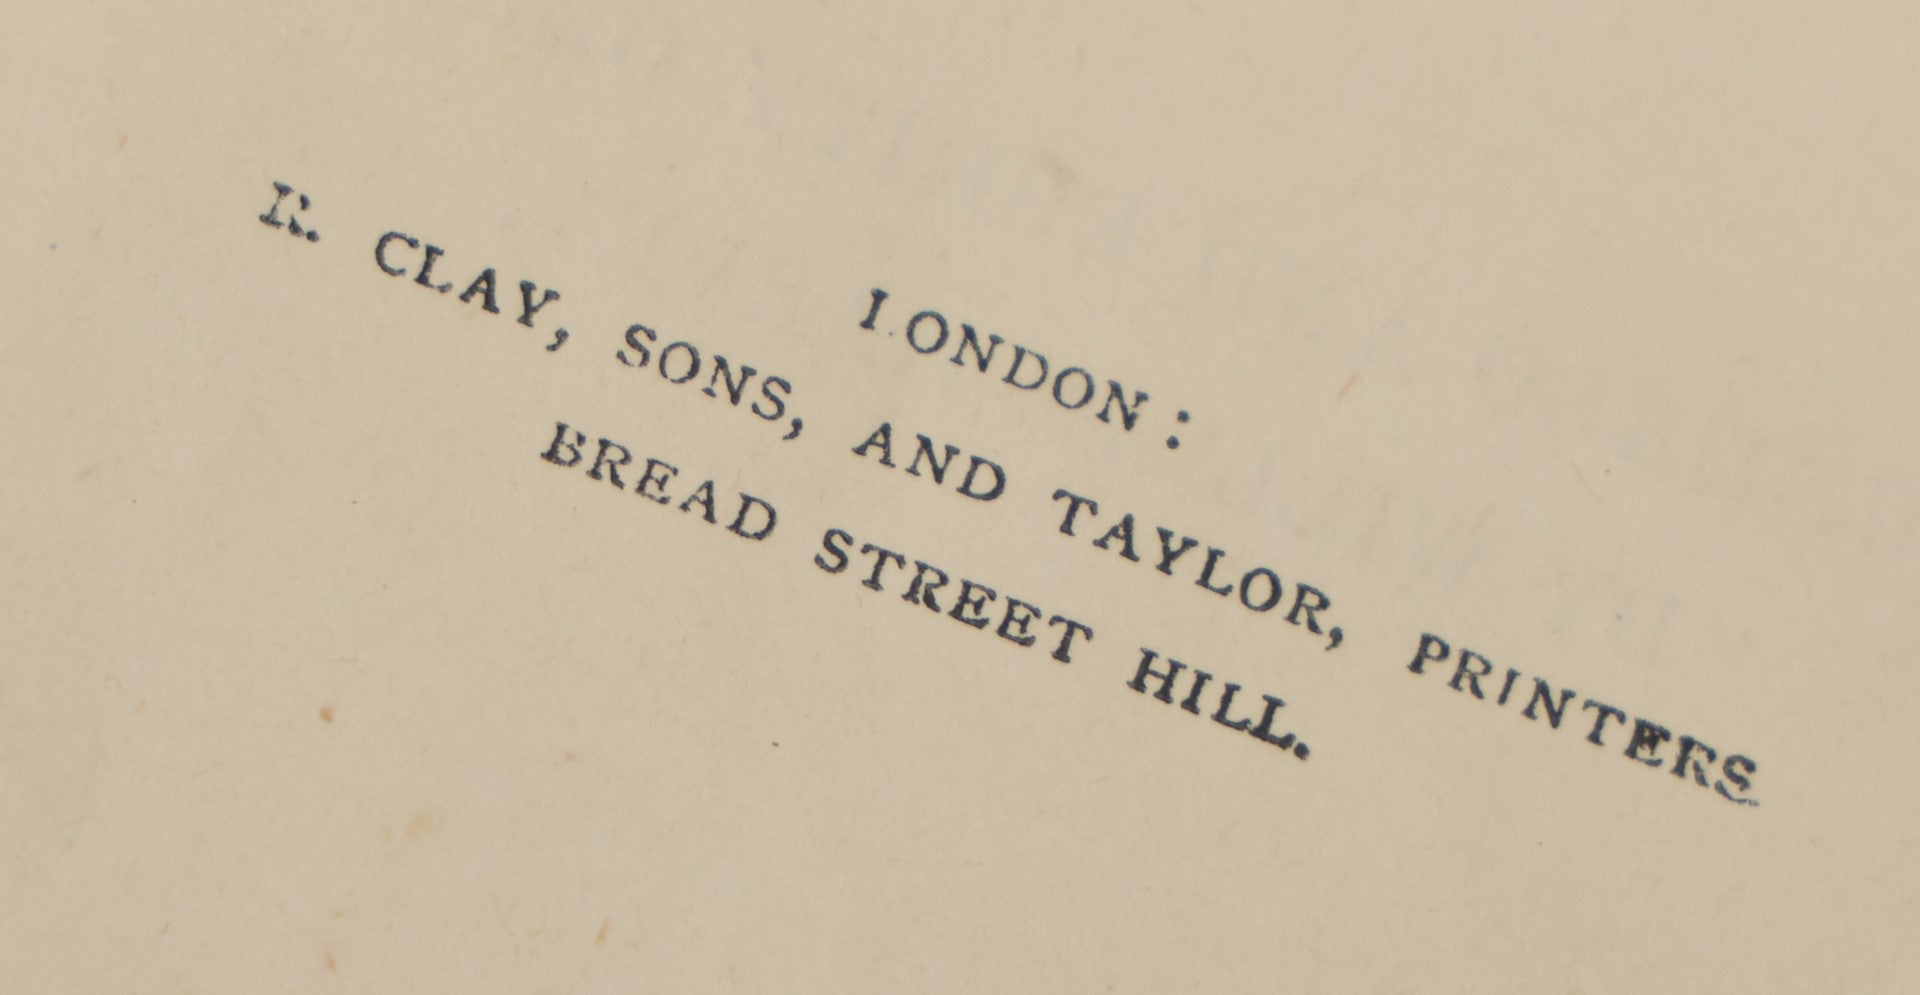 LONDON:
R. CLAY, SONS, AND TAYLOR, PRINTERS
BREAD STREET HILL.